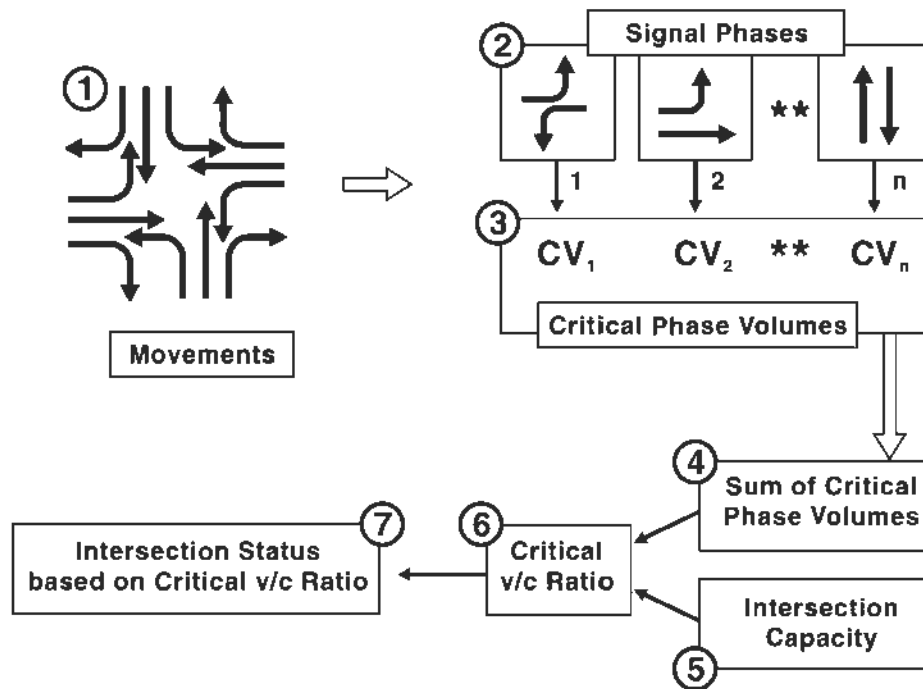 1
Movements
2
Signal Phases
**
1
2
n
3
CV1
CV2
**
CVn
Critical Phase Volumes
4
Sum of Critical
Phase Volumes
5
Intersection
Capacity
6
Critical
v/c Ratio
7
Intersection Status
based on Critical v/c Ratio